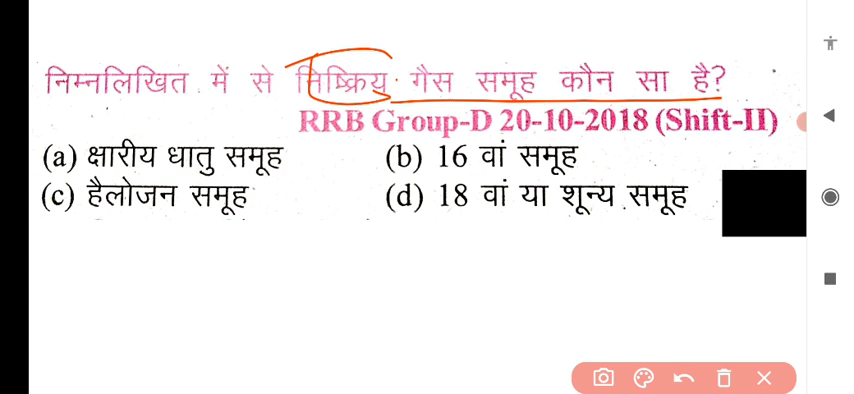 निम्नलिखित में से निष्क्रिय गैस समूह कौन सा है?
RRB Group-D 20-10-2018 (Shift-II)
(a) क्षारीय धातु समूह (b) 16 वां समूह
(c) हैलोजन समूह (d) 18 वां या शून्य समूह